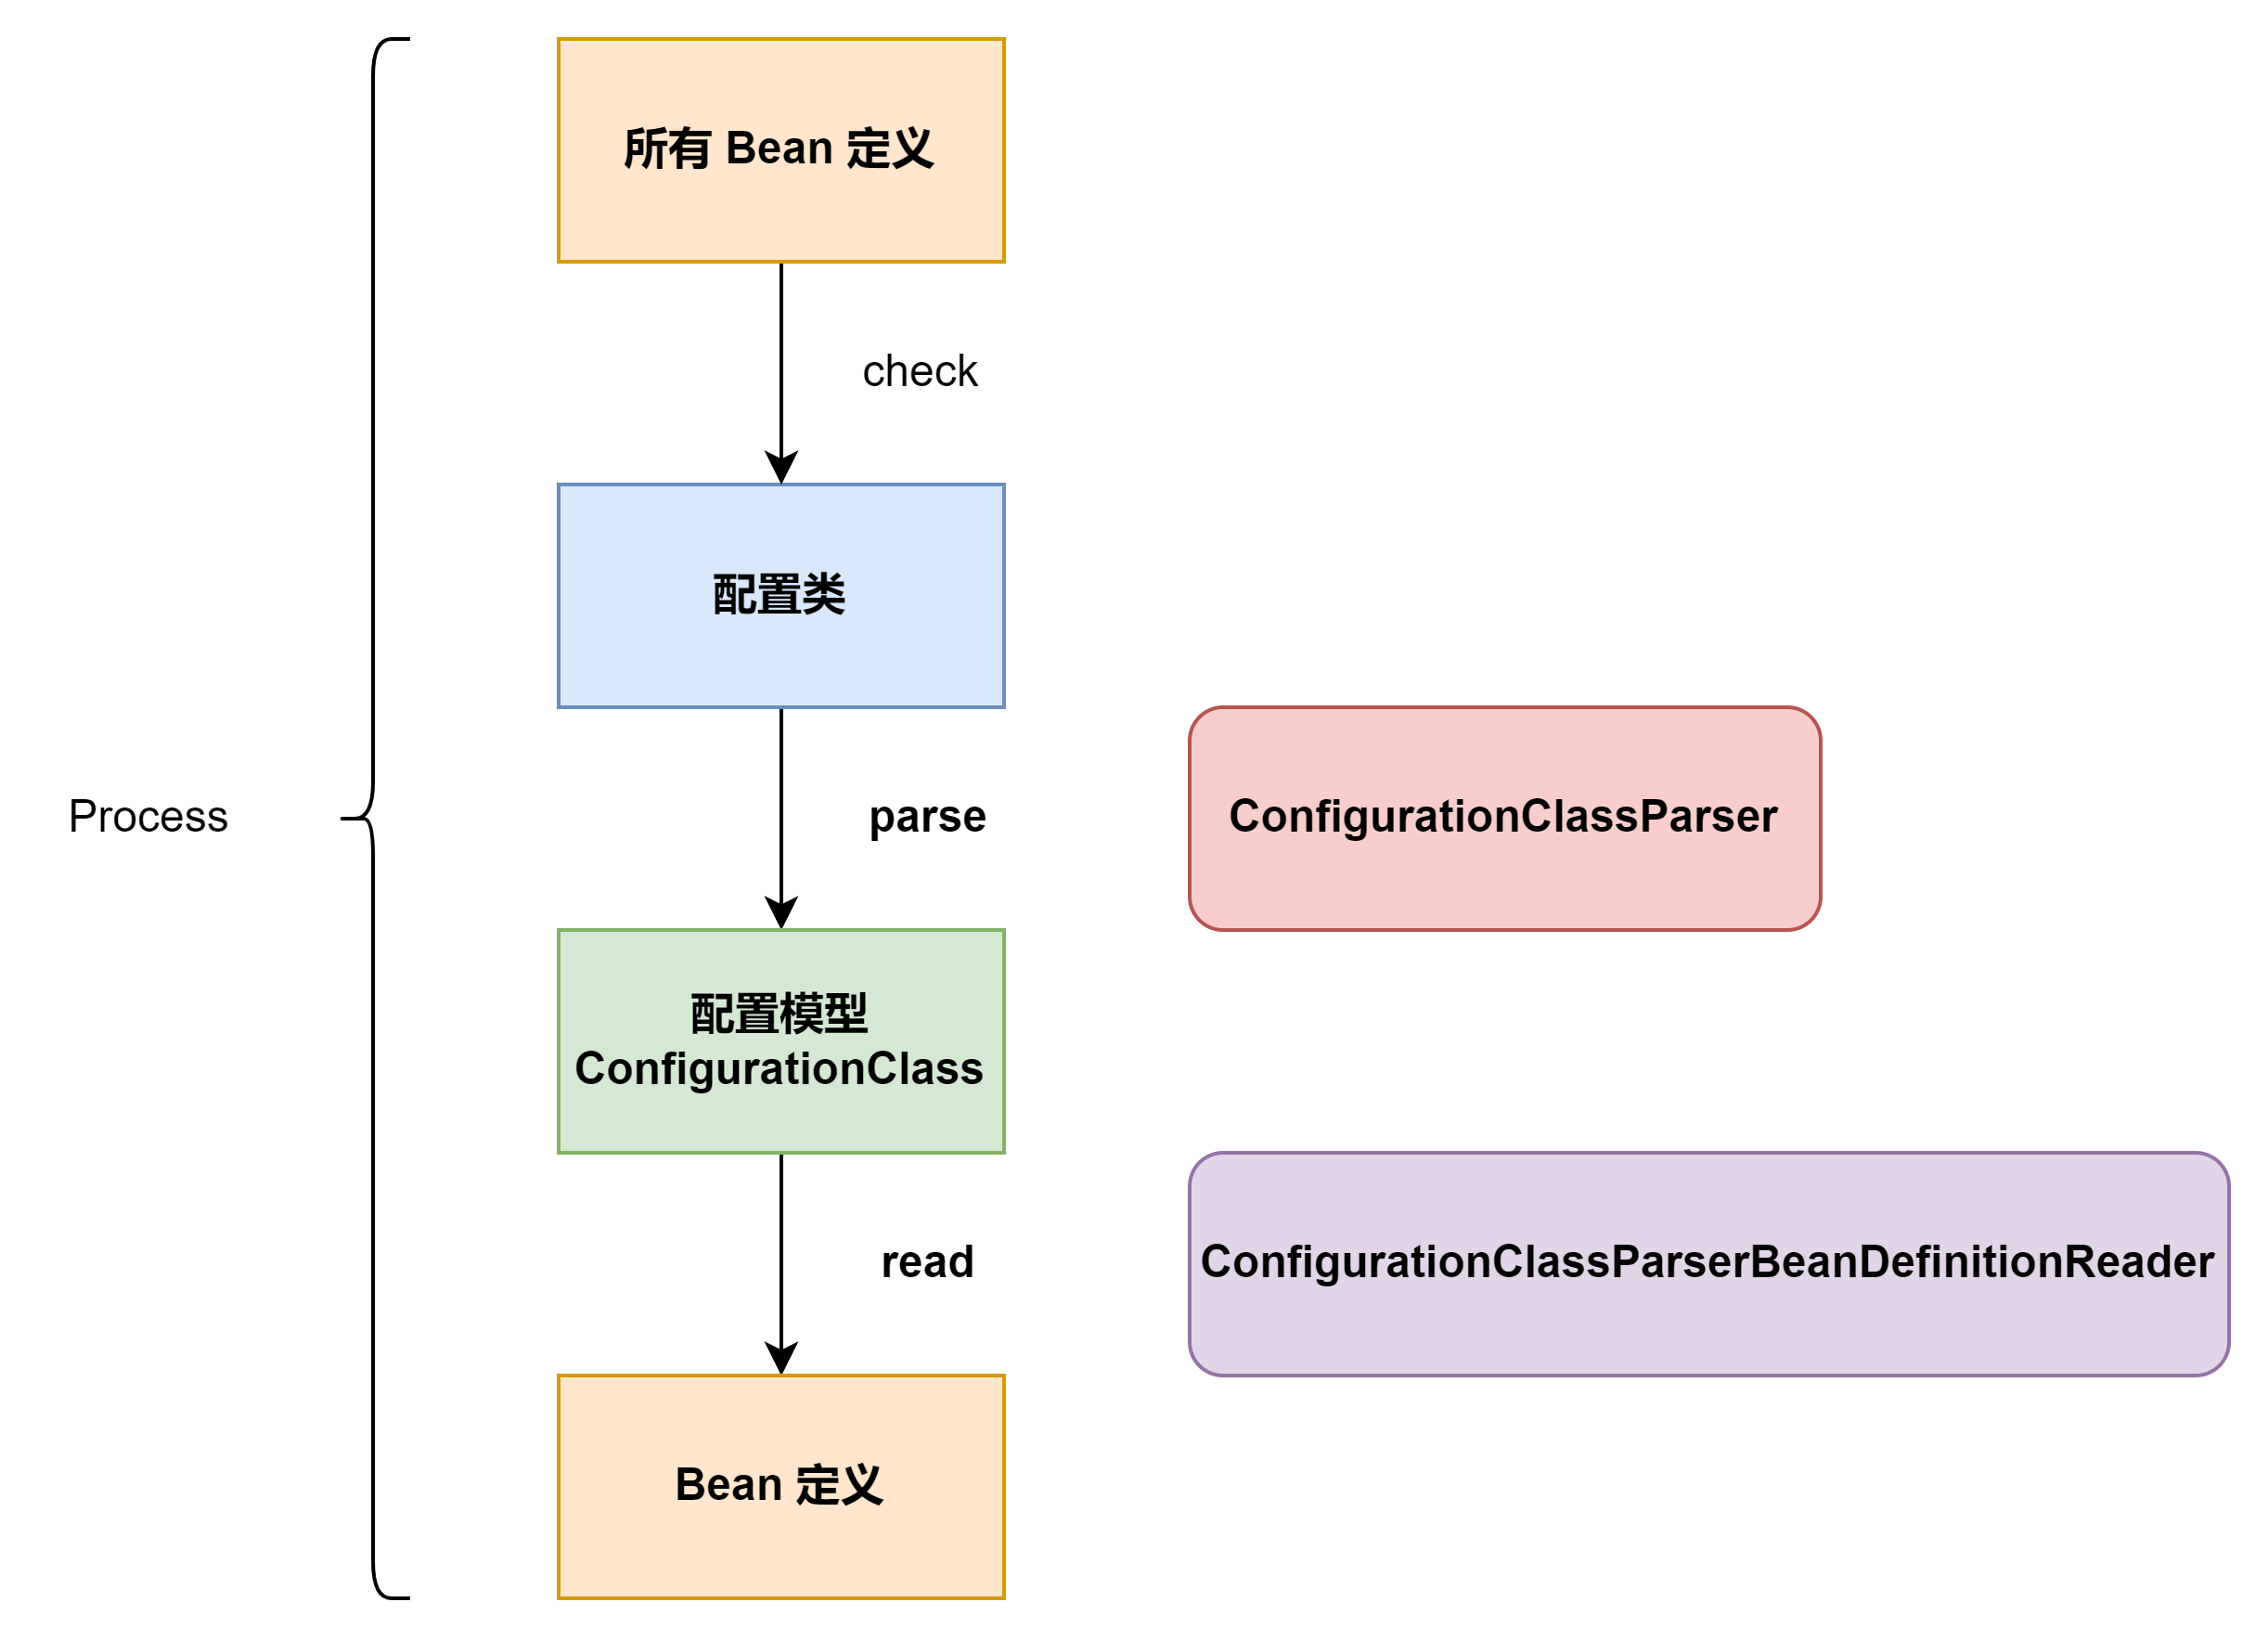 所有 Bean 定义
check
配置类
Process
parse
ConfigurationClassParser
配置模型
ConfigurationClass
read
ConfigurationClassParserBeanDefinitionReader
Bean 定义